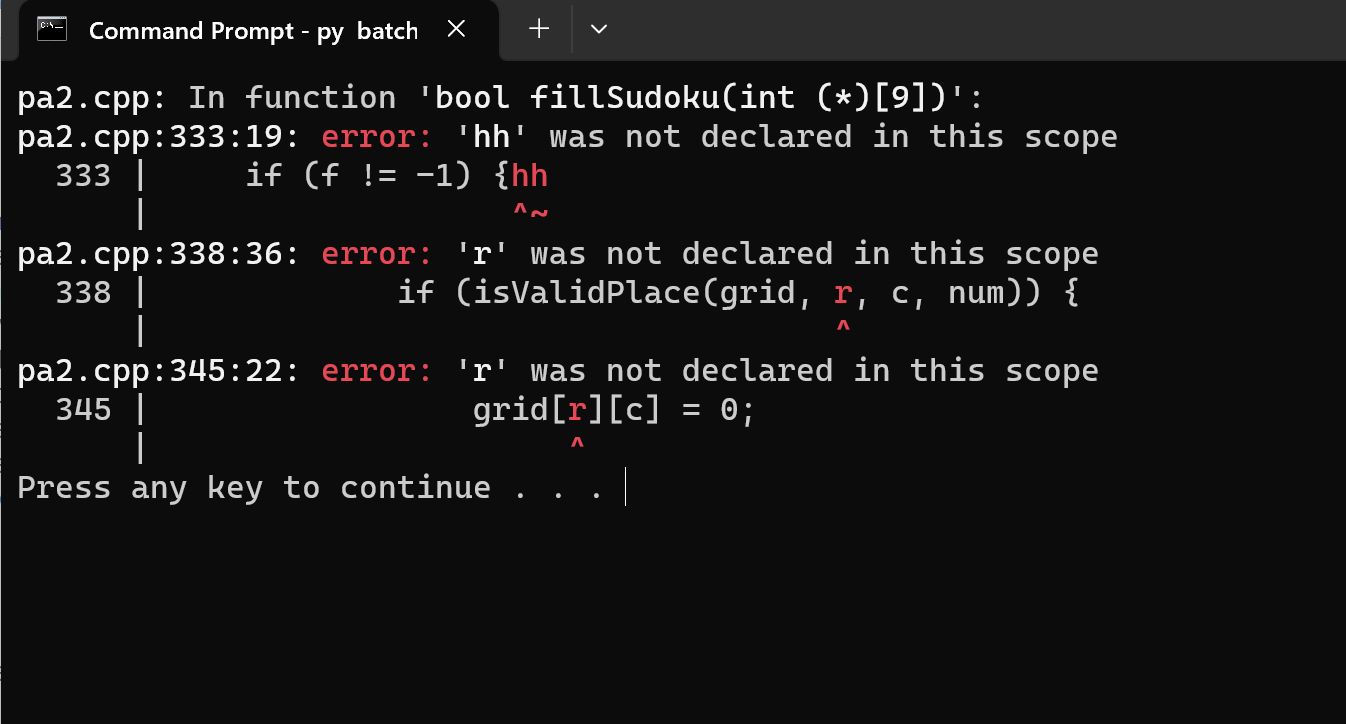 Command Prompt - py  batch
pa2.cpp: In function 'bool fillSudoku(int (*)[9])':
pa2.cpp:333:19: error: 'hh' was not declared in this scope
  333 |     if (f != -1) {hh
      |                   ^~
pa2.cpp:338:36: error: 'r' was not declared in this scope
  338 |             if (isValidPlace(grid, r, c, num)) {
      |                                    ^
pa2.cpp:345:22: error: 'r' was not declared in this scope
  345 |                 grid[r][c] = 0;
      |                      ^
Press any key to continue . . .